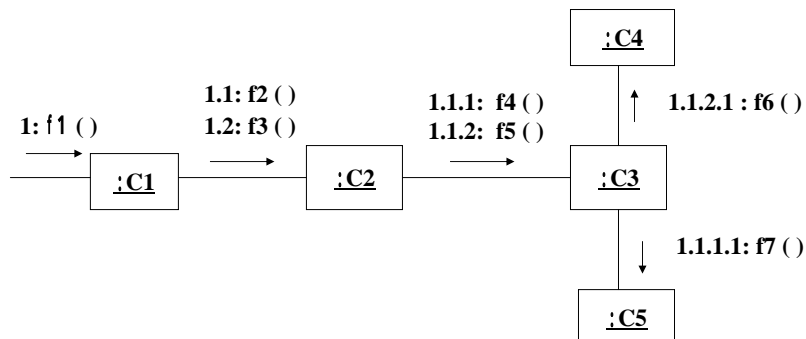 :C4
1.1: f2 ( )
1.2: f3 ( )
1.1.1: f4 ( )
1.1.2: f5 ( )
1.1.2.1 : f6 ( )
1: f1 ( )
:C1
:C2
:C3
1.1.1.1: f7 ( )
:C5